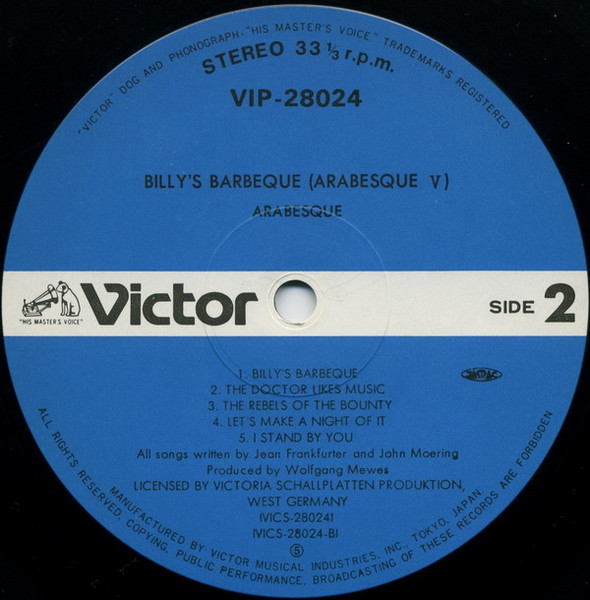 "VICTOR" DOG AND PHONOGRAPH-"HIS MASTER'S VOICE" TRADEMARKS REGISTERED
STEREO 33 1/3 r.p.m.
VIP-28024
BILLY'S BARBEQUE (ARABESQUE V)
ARABESQUE
"HIS MASTER'S VOICE"
Victor
SIDE 2
1. BILLY'S BARBEQUE
2. THE DOCTOR LIKES MUSIC
3. THE REBELS OF THE BOUNTY
4. LET'S MAKE A NIGHT OF IT
5. I STAND BY YOU
JASRAC
All songs written by Jean Frankfurter and John Moering
Produced by Wolfgang Mewes
LICENSED BY VICTORIA SCHALLPLATTEN PRODUKTION,
WEST GERMANY
(VICS-28024)
(VICS-28024-B)
⑤
MANUFACTURED BY VICTOR MUSICAL INDUSTRIES, INC., TOKYO, JAPAN.
ALL RIGHTS RESERVED. COPYING, PUBLIC PERFORMANCE, BROADCASTING OF THESE RECORDS ARE FORBIDDEN